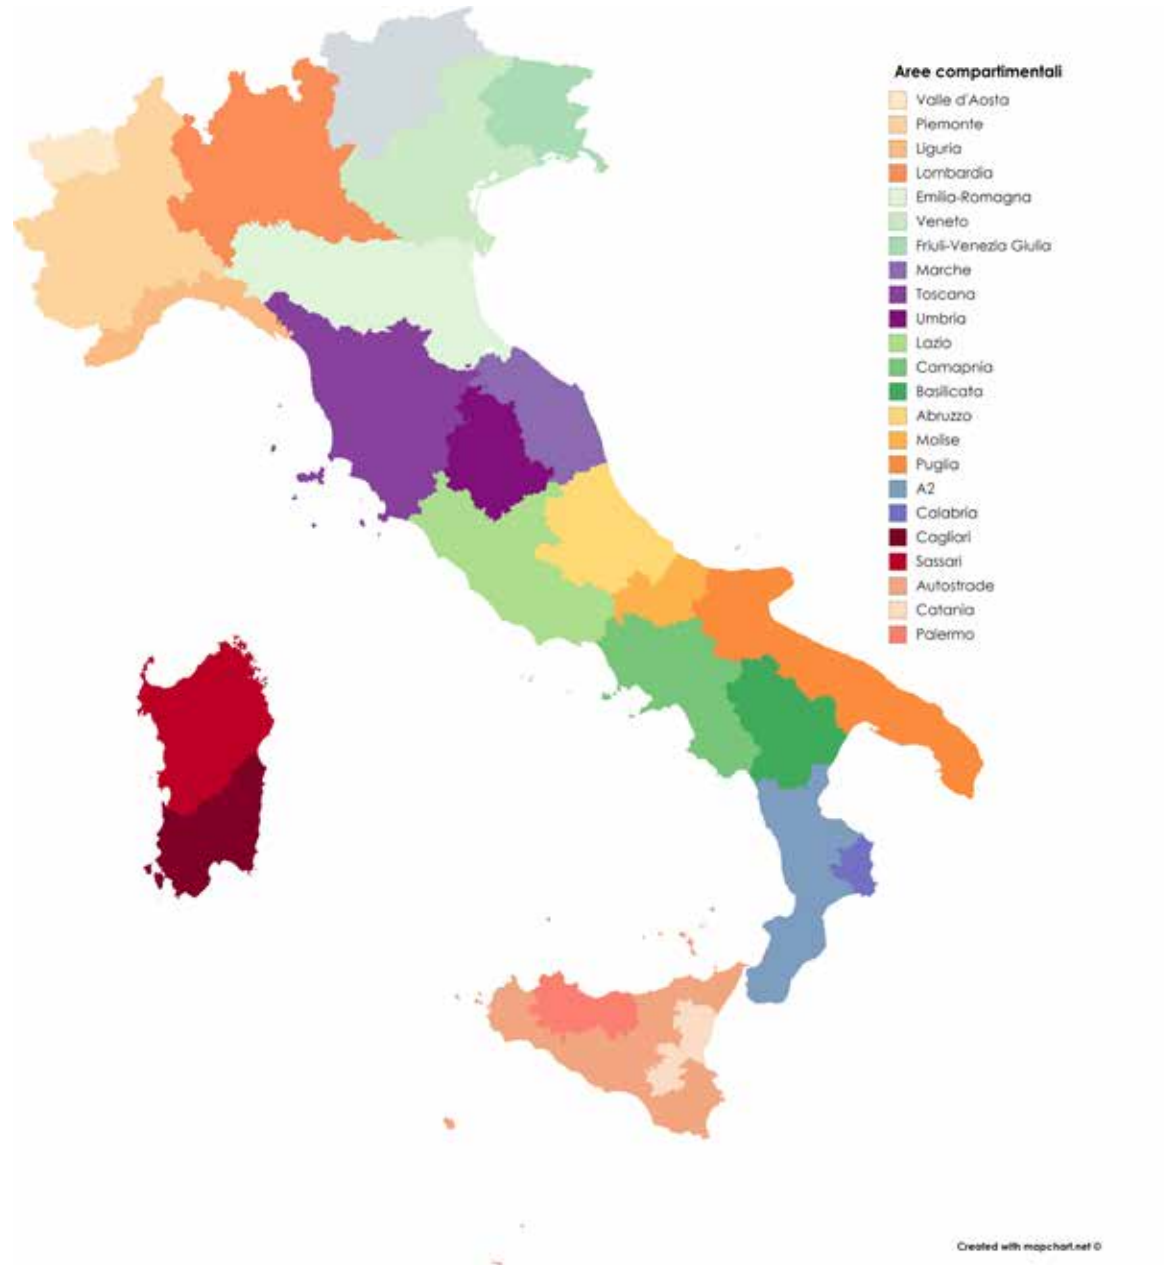 Aree compartimentali
Valle d'Aosta
Piemonte
Liguria
Lombardia
Emilia-Romagna
Veneto
Friuli-Venezia Giulia
Marche
Toscana
Umbria
Lazio
Camapnia
Basilicata
Abruzzo
Molise
Puglia
A2
Calabria
Cagliari
Sassari
Autostrade
Catania
Palermo
Created with mapchart.net ©